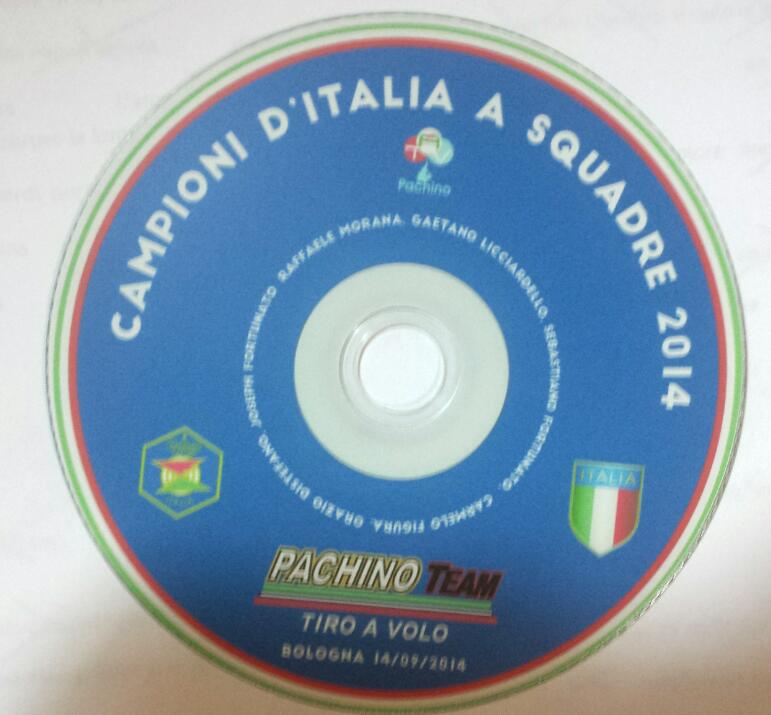 CAMPIONI D'ITALIA A SQUADRE 2014
Pachino
RAFFAELE MORANA, GAETANO LICCIARDELLO, SEBASTIANO FORTUNATO, CARMELO FIGURA, ORAZIO DISTEFANO, JOSEPH FORTUNATO
ITALIA
PACHINO TEAM
TIRO A VOLO
BOLOGNA 14/09/2014